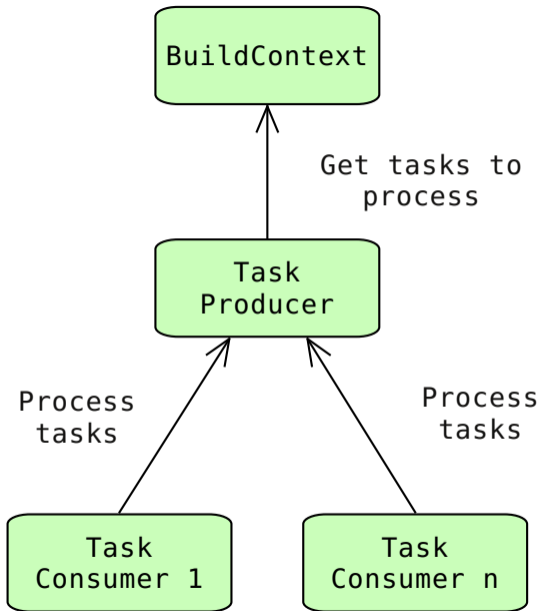 BuildContext
Get tasks to
process
Task
Producer
Process
tasks
Process
tasks
Task
Consumer 1
Task
Consumer n